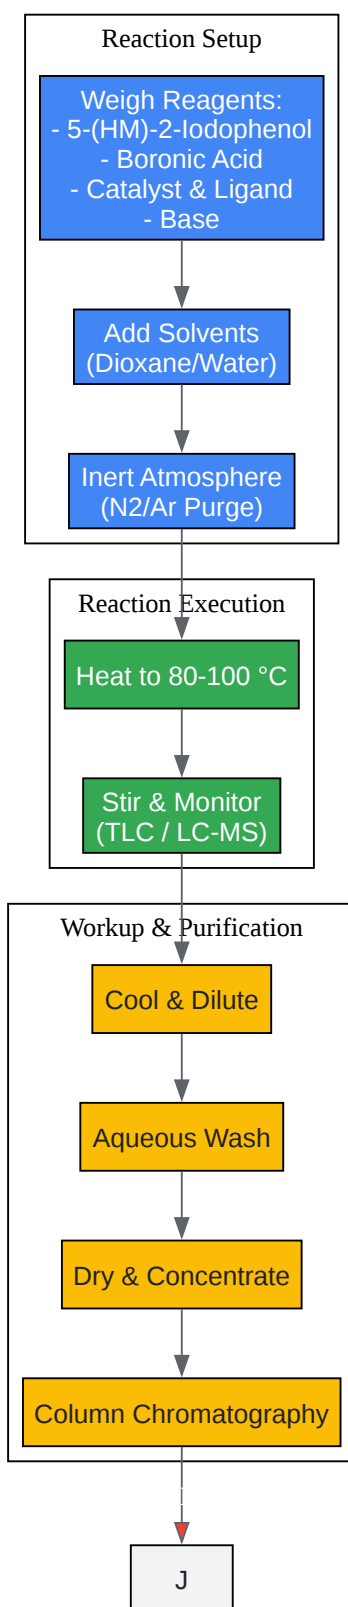 Reaction Setup
Weigh Reagents:
- 5-(HM)-2-Iodophenol
- Boronic Acid
- Catalyst & Ligand
- Base
Add Solvents
(Dioxane/Water)
Inert Atmosphere
(N2/Ar Purge)
Reaction Execution
Heat to 80-100 °C
Stir & Monitor
(TLC / LC-MS)
Workup & Purification
Cool & Dilute
Aqueous Wash
Dry & Concentrate
Column Chromatography
J